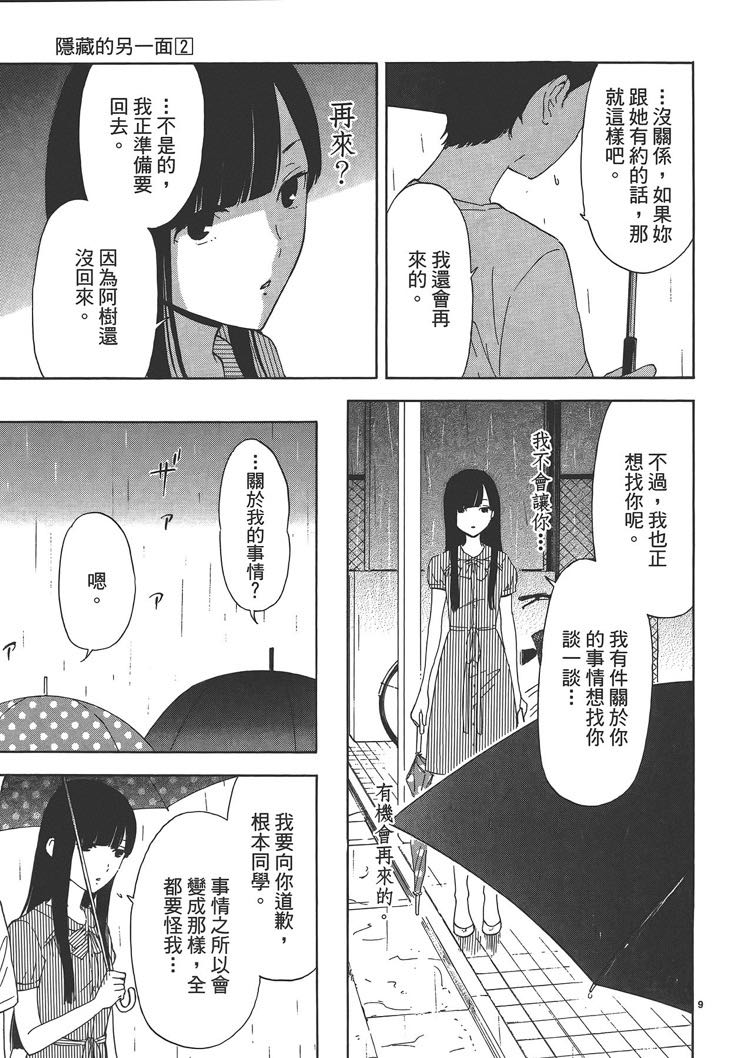 隱藏的另一面2
…沒關係，如果妳
跟她有約的話，那
就這樣吧。
我還會再
來的。
再來？
…不是的，
我正準備要
回去。
因為阿樹還
沒回來。
不過，我也正
想找你呢。
我有件關於你
的事情想找你
談一談…
我不會讓你…
有機會再來的。
ザ
ア
ア
…關於我的事情？
嗯。
我要向你道歉，
根本同學。
事情之所以會
變成那樣，全
都要怪我…
9